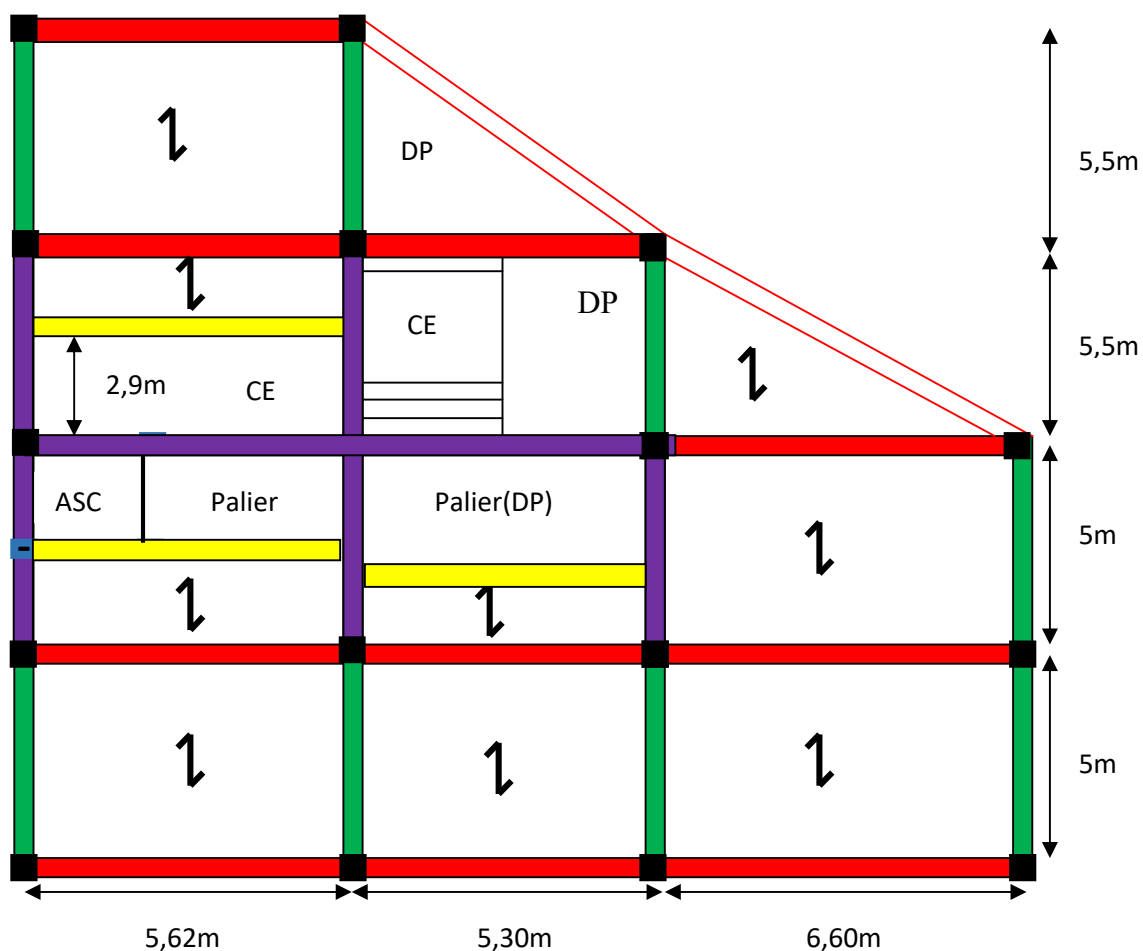 DP
5,5m
DP
CE
5,5m
2,9m
CE
ASC
Palier
Palier(DP)
5m
5m
5,62m
5,30m
6,60m